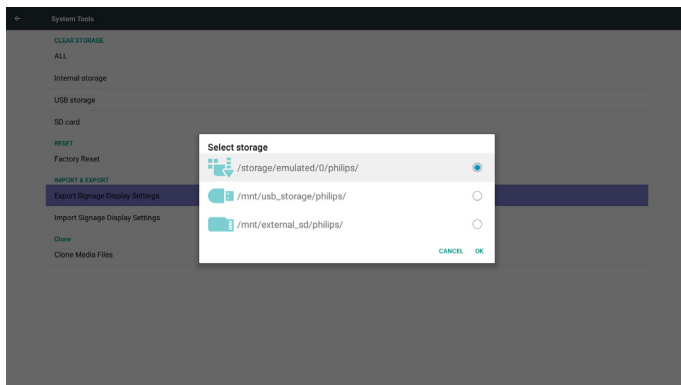 System Tools
CLEAR STORAGE
ALL
Internal storage
USB storage
SD card
RESET
Factory Reset
IMPORT & EXPORT
Export Signage Display Settings
Import Signage Display Settings
Clone
Clone Media Files
Select storage
/storage/emulated/0/philips/
/mnt/usb_storage/philips/
/mnt/external_sd/philips/
CANCEL OK